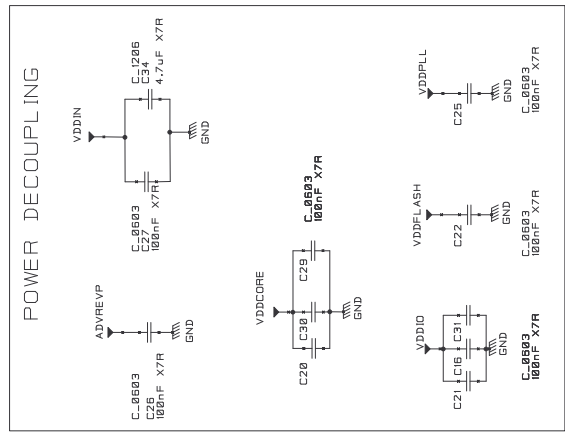 POWER DECOUPLING
ADVREVP
C_0603
C26
100nF X7R
GND
VDDIN
C_0603
C27
100nF X7R
C_1206
C34
4.7uF X7R
GND
VDDCORE
C20
C30
C29
C_0603
100nF X7R
GND
VDDIO
C21
C16
C31
GND
C_0603
100nF X7R
VDDFLASH
C22
GND
C_0603
100nF X7R
VDDPLL
C25
GND
C_0603
100nF X7R